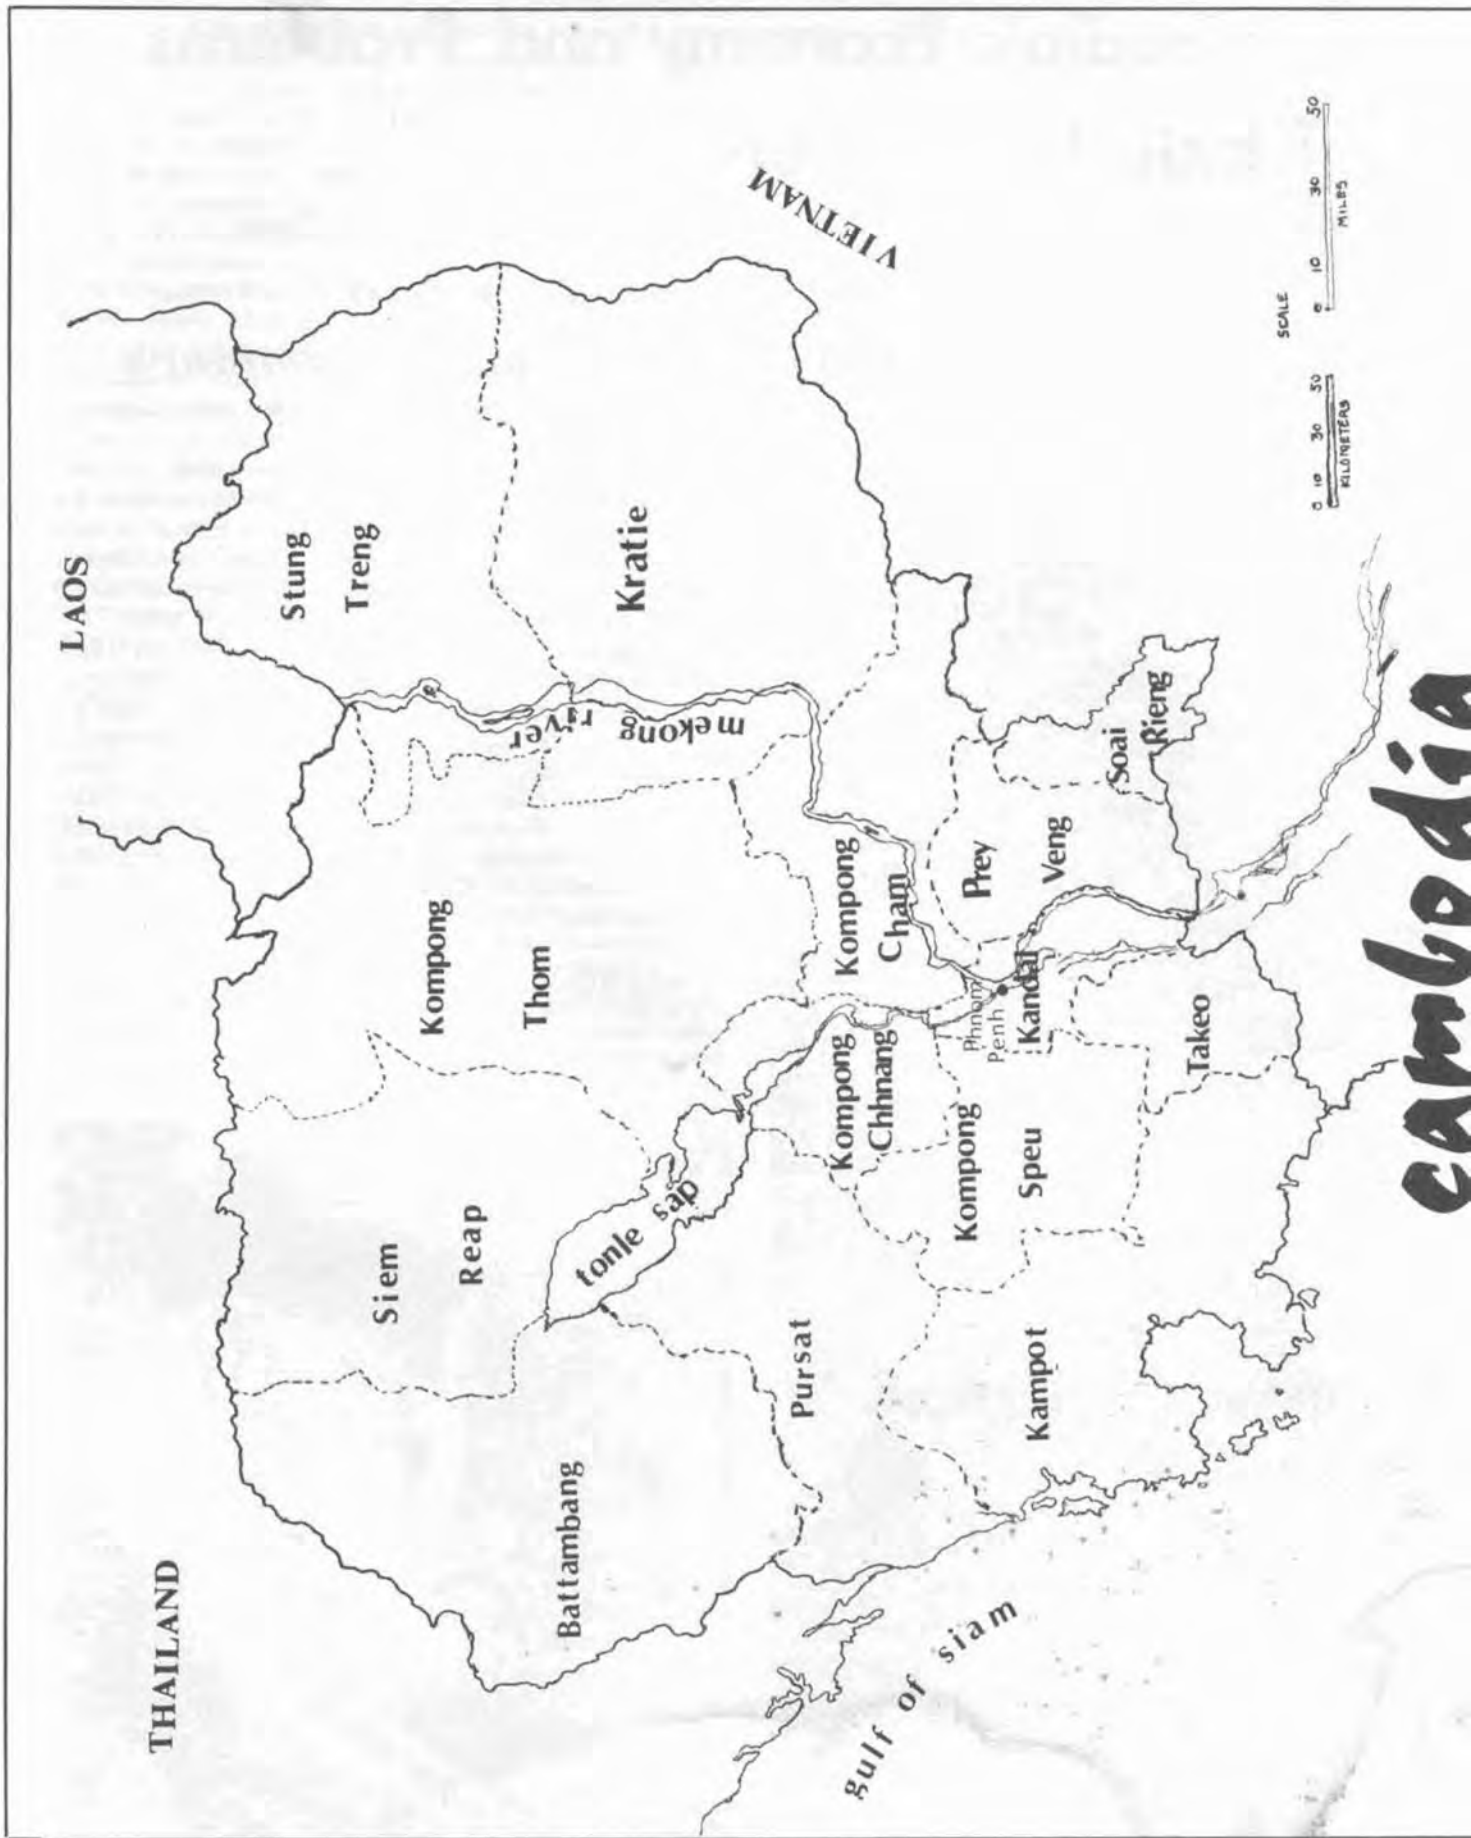 THAILAND
LAOS
VIETNAM
Stung
Treng
Kratie
Siem
Reap
Kompong
Thom
Battambang
tonle sap
mekong river
Pursat
Kompong
Chhnang
Kompong
Cham
Prey
Veng
Soai
Rieng
Phnom
Penh
Kandal
Kompong
Speu
Takeo
Kampot
gulf of siam
SCALE
0 10 30 50
KILOMETERS
0 10 30 50
MILES
cambodia